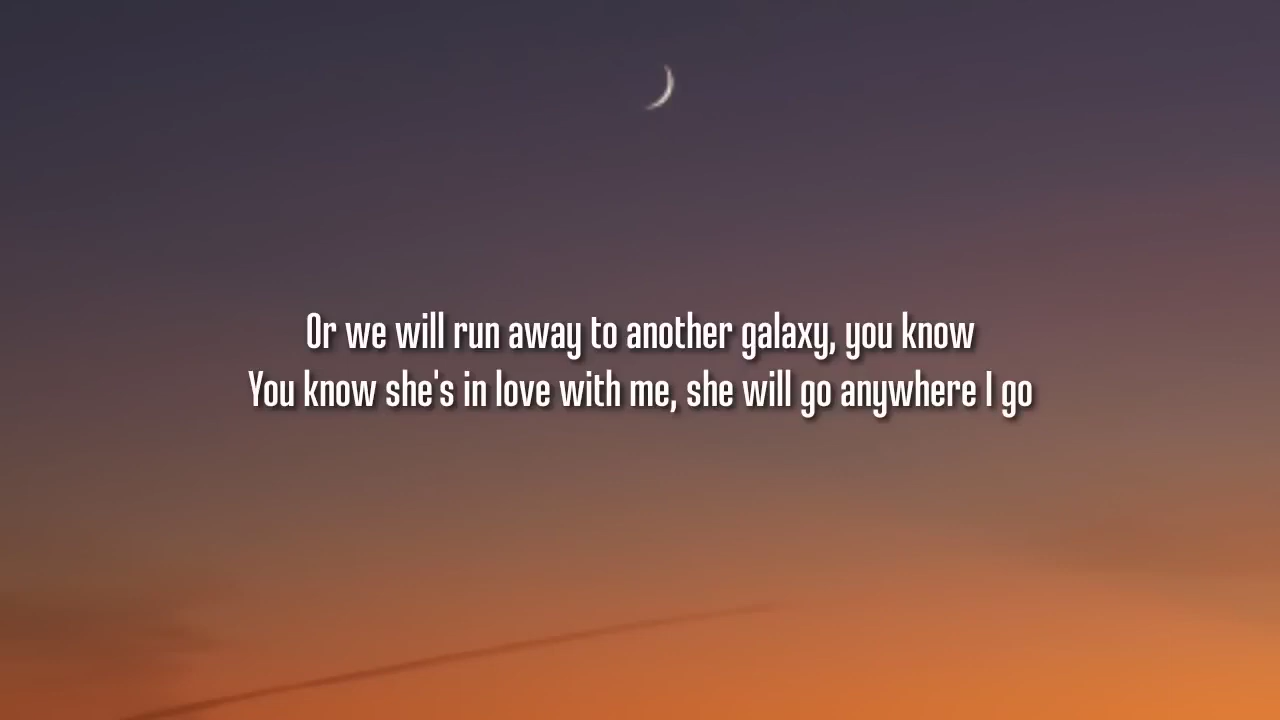 Or we will run away to another galaxy, you know
You know she's in love with me, she will go anywhere I go